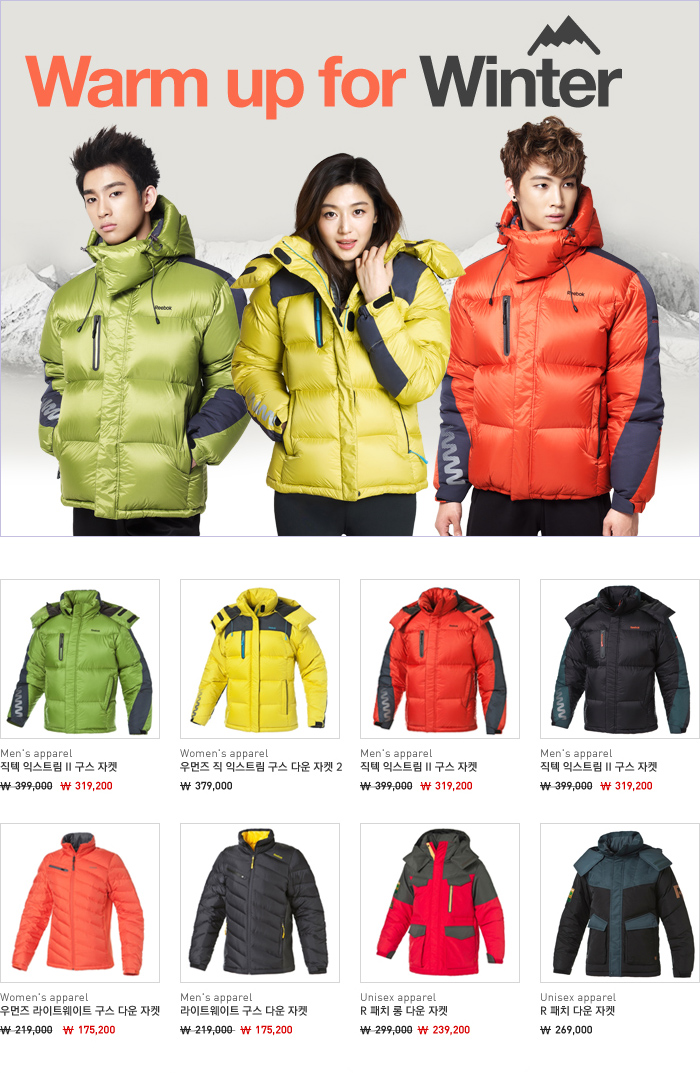 Warm up for Winter
Reebok
Reebok
Men's apparel
직텍 익스트림 II 구스 자켓
₩ 399,000 ₩ 319,200
Women's apparel
우먼즈 직 익스트림 구스 다운 자켓 2
₩ 379,000
Men's apparel
직텍 익스트림 II 구스 자켓
₩ 399,000 ₩ 319,200
Men's apparel
직텍 익스트림 II 구스 자켓
₩ 399,000 ₩ 319,200
Women's apparel
우먼즈 라이트웨이트 구스 다운 자켓
₩ 219,000 ₩ 175,200
Men's apparel
라이트웨이트 구스 다운 자켓
₩ 219,000 ₩ 175,200
Unisex apparel
R 패치 롱 다운 자켓
₩ 299,000 ₩ 239,200
Unisex apparel
R 패치 다운 자켓
₩ 269,000